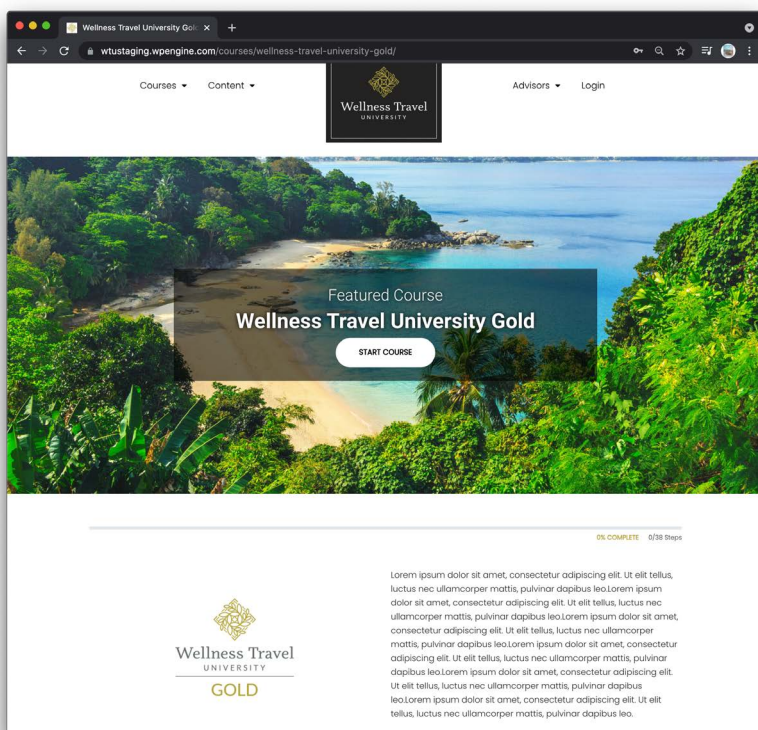 Wellness Travel University Gol
wtustaging.wpengine.com/courses/wellness-travel-university-gold/
Courses Content Advisors Login
Wellness Travel
UNIVERSITY
Featured Course
Wellness Travel University Gold
START COURSE
0% COMPLETE 0/38 Steps
Wellness Travel
UNIVERSITY
GOLD
Lorem ipsum dolor sit amet, consectetur adipiscing elit. Ut elit tellus,
luctus nec ullamcorper mattis, pulvinar dapibus leo.Lorem ipsum
dolor sit amet, consectetur adipiscing elit. Ut elit tellus, luctus nec
ullamcorper mattis, pulvinar dapibus leo.Lorem ipsum dolor sit amet,
consectetur adipiscing elit. Ut elit tellus, luctus nec ullamcorper
mattis, pulvinar dapibus leo.Lorem ipsum dolor sit amet, consectetur
adipiscing elit. Ut elit tellus, luctus nec ullamcorper mattis, pulvinar
dapibus leo.Lorem ipsum dolor sit amet, consectetur adipiscing elit.
Ut elit tellus, luctus nec ullamcorper mattis, pulvinar dapibus
leo.Lorem ipsum dolor sit amet, consectetur adipiscing elit. Ut elit
tellus, luctus nec ullamcorper mattis, pulvinar dapibus leo.